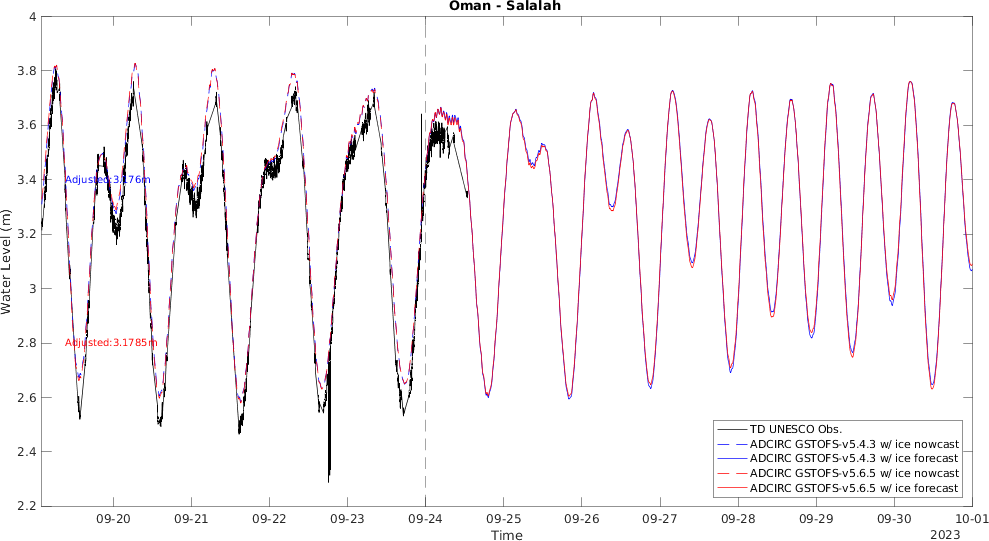 Oman - Salalah
4
3.8
3.6
3.4
3.2
3
2.8
2.6
2.4
2.2
Water Level (m)
Adjusted:3.176m
Adjusted:3.1785m
TD UNESCO Obs.
ADCIRC GSTOFS-v5.4.3 w/ ice nowcast
ADCIRC GSTOFS-v5.4.3 w/ ice forecast
ADCIRC GSTOFS-v5.6.5 w/ ice nowcast
ADCIRC GSTOFS-v5.6.5 w/ ice forecast
09-20 09-21 09-22 09-23 09-24 09-25 09-26 09-27 09-28 09-29 09-30 10-01
Time
2023